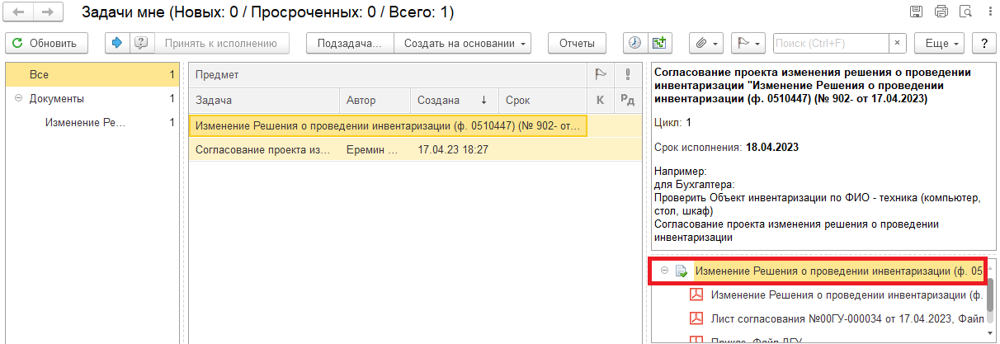 Задачи мне (Новых: 0 / Просроченных: 0 / Всего: 1)
Обновить
Принять к исполнению
Подзадача...
Создать на основании
Отчеты
Поиск (Ctrl+F)
×
Еще
?
Все 1
Документы 1
Изменение Ре... 1
Предмет
Задача Автор Создана ↓ Срок К Рд
Изменение Решения о проведении инвентаризации (ф. 0510447) (№ 902- от...
Согласование проекта из... Еремин ... 17.04.23 18:27
Согласование проекта изменения решения о проведении
инвентаризации "Изменение Решения о проведении
инвентаризации (ф. 0510447) (№ 902- от 17.04.2023)
Цикл: 1
Срок исполнения: 18.04.2023
Например:
для Бухгалтера:
Проверить Объект инвентаризации по ФИО - техника (компьютер,
стол, шкаф)
Согласование проекта изменения решения о проведении
инвентаризации
Изменение Решения о проведении инвентаризации (ф. 05
Изменение Решения о проведении инвентаризации (ф.
Лист согласования №00ГУ-000034 от 17.04.2023, Файл
Приказ, Файл ДГУ